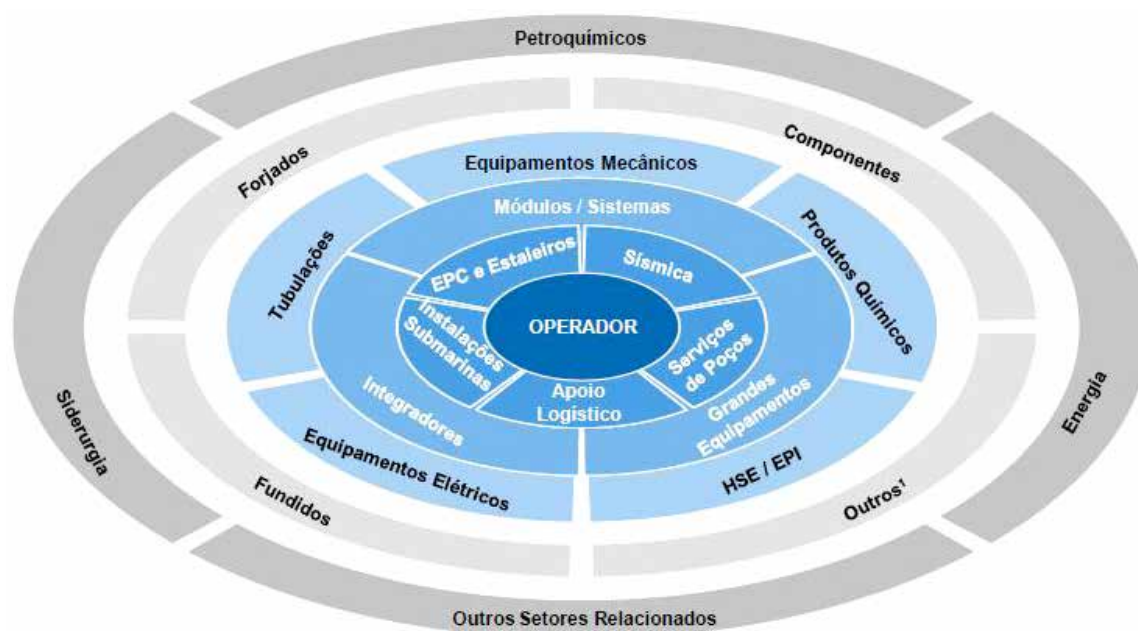 Petroquímicos
Forjados
Componentes
Equipamentos Mecânicos
Módulos / Sistemas
Tubulações
EPC e Estaleiros
Sísmica
Produtos Químicos
OPERADOR
Instalações
Submarinas
Serviços
de Poços
Apoio
Logístico
Integradores
Grandes
Equipamentos
Siderurgia
Energia
Equipamentos Elétricos
HSE / EPI
Fundidos
Outros¹
Outros Setores Relacionados